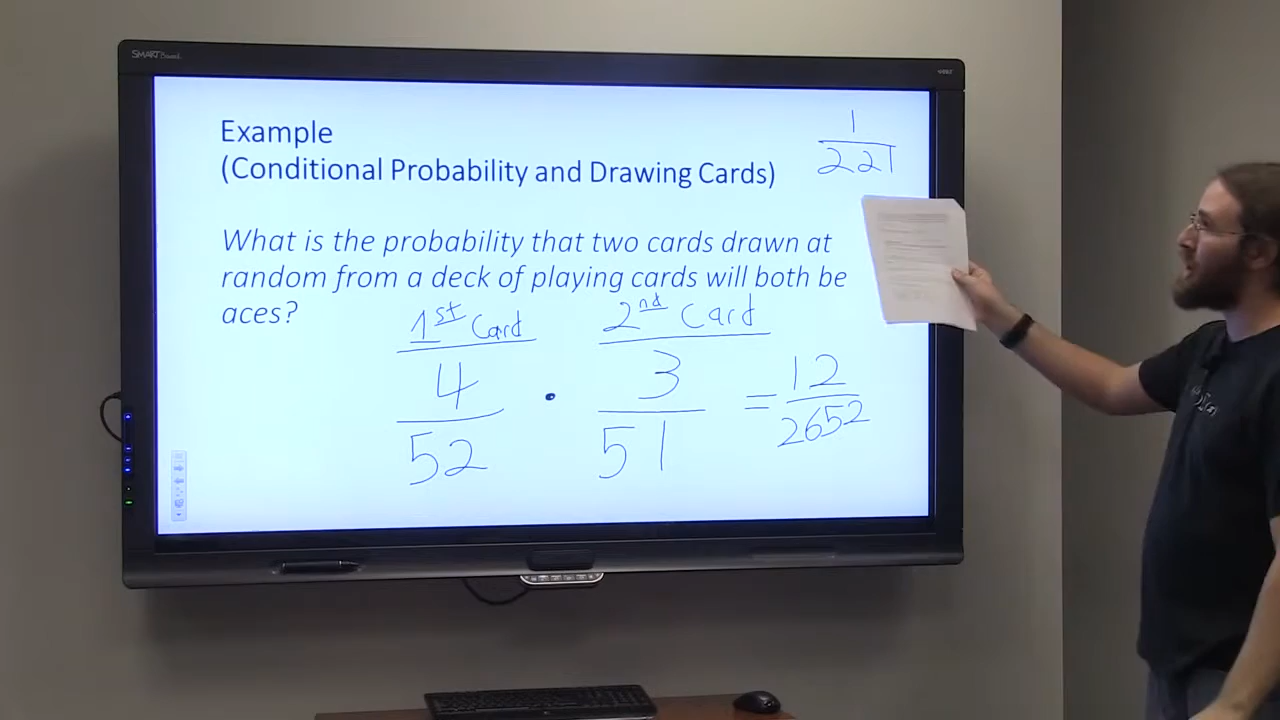 SMART Board
Example
(Conditional Probability and Drawing Cards)
1
221
What is the probability that two cards drawn at
random from a deck of playing cards will both be
aces?
1st Card
2nd Card
4
52
·
3
51
=
12
2652